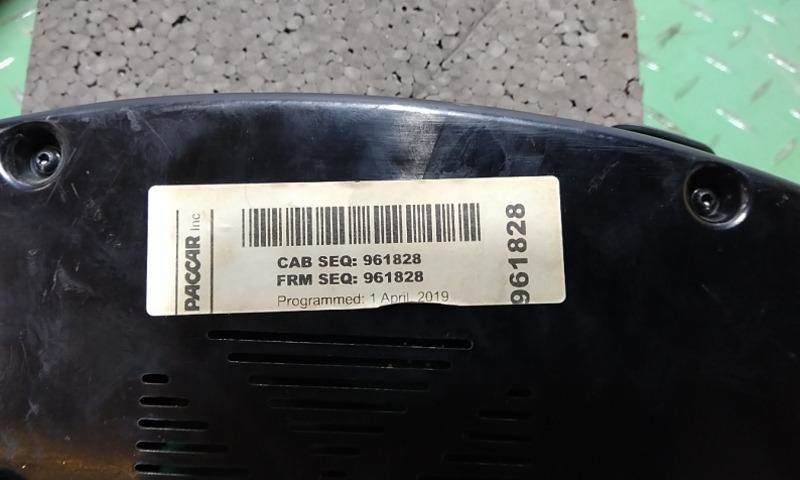 PACCAR Inc
CAB SEQ: 961828
FRM SEQ: 961828
Programmed: 1 April, 2019
961828